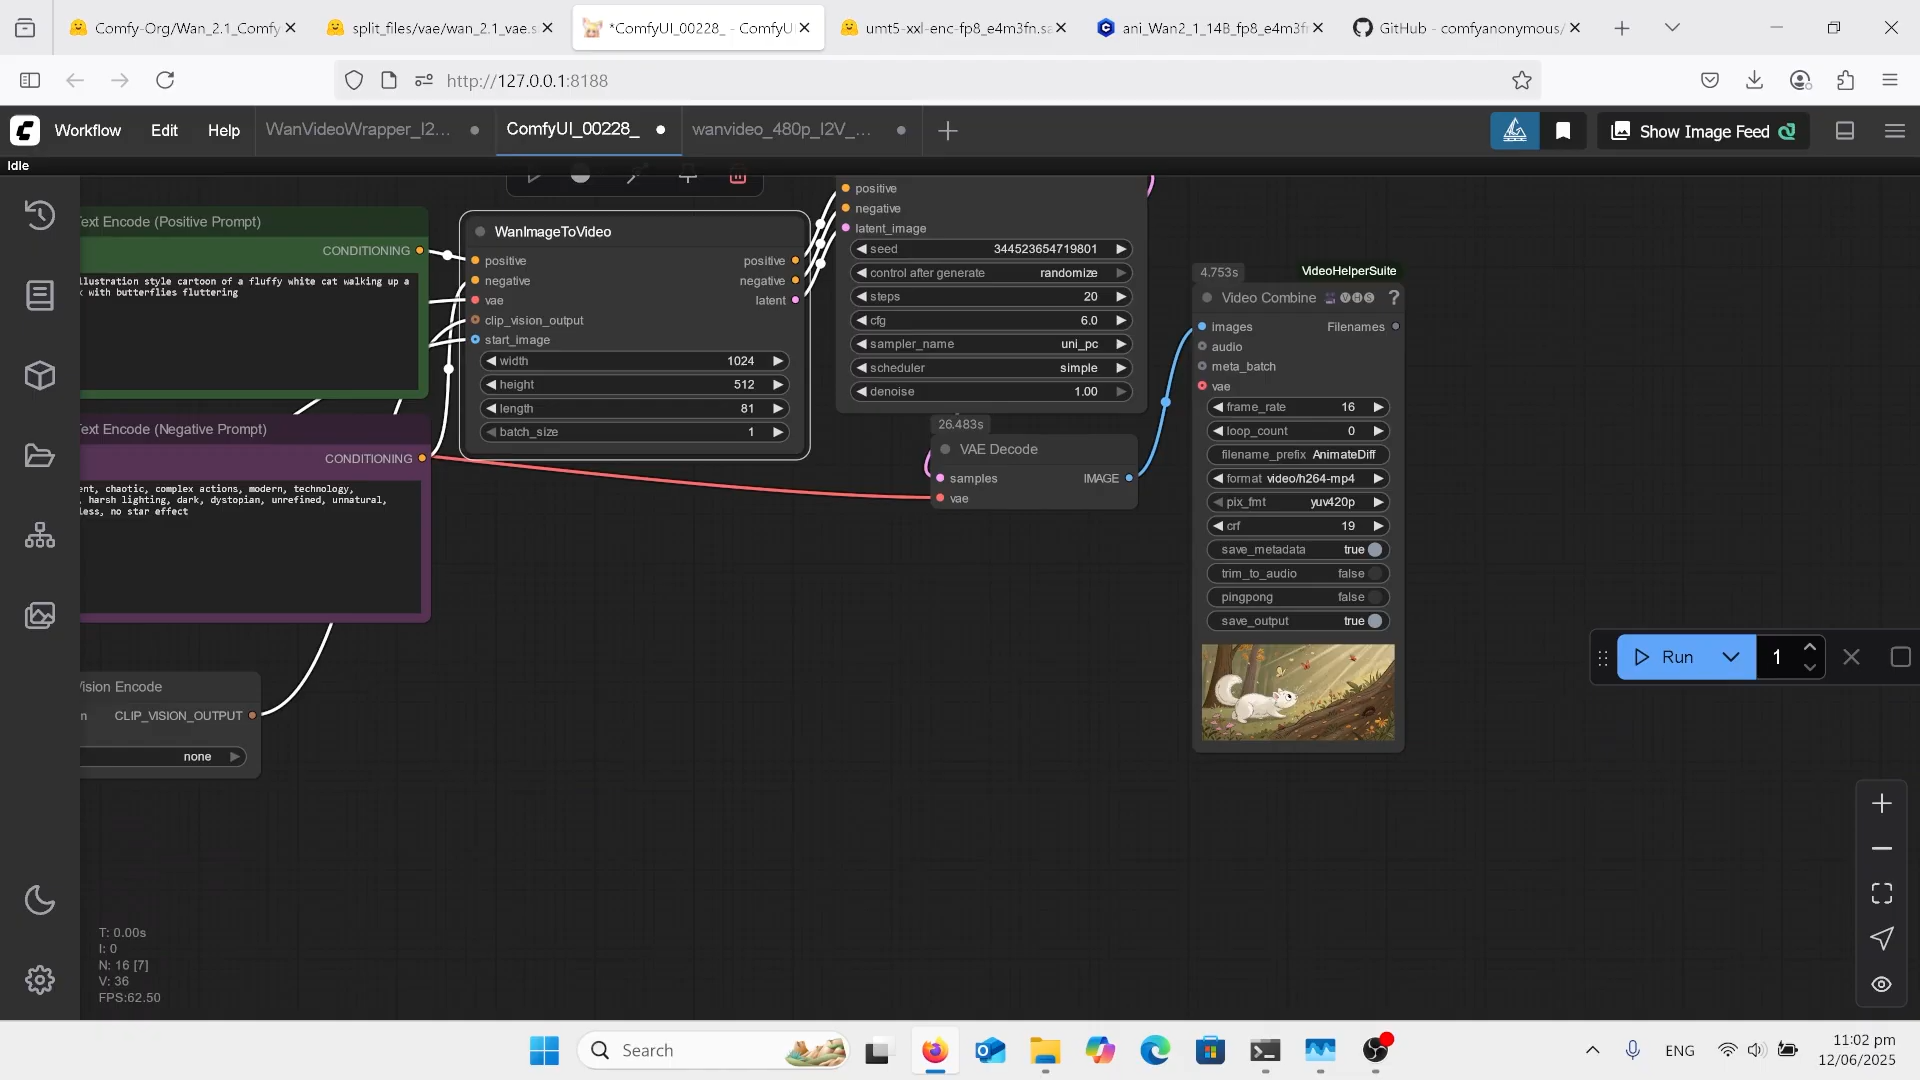 Comfy-Org/Wan_2.1_Comfy
split_files/vae/wan_2.1_vae.s
*ComfyUI_00228_ - ComfyU
umt5-xxl-enc-fp8_e4m3fn.sa
ani_Wan2_1_14B_fp8_e4m3f
GitHub - comfyanonymous/
http://127.0.0.1:8188
Workflow
Edit
Help
WanVideoWrapper_I2...
ComfyUI_00228_
wanvideo_480p_I2V_...
Show Image Feed
Idle
Text Encode (Positive Prompt)
CONDITIONING
llustration style cartoon of a fluffy white cat walking up a
with butterflies fluttering
Text Encode (Negative Prompt)
CONDITIONING
ent, chaotic, complex actions, modern, technology,
harsh lighting, dark, dystopian, unrefined, unnatural,
less, no star effect
Vision Encode
n
CLIP_VISION_OUTPUT
none
WanImageToVideo
positive positive
negative negative
vae latent
clip_vision_output
start_image
width 1024
height 512
length 81
batch_size 1
positive
negative
latent_image
seed 344523654719801
control after generate randomize
steps 20
cfg 6.0
sampler_name uni_pc
scheduler simple
denoise 1.00
26.483s
VAE Decode
samples IMAGE
vae
4.753s
VideoHelperSuite
Video Combine VHS ?
images Filenames
audio
meta_batch
vae
frame_rate 16
loop_count 0
filename_prefix AnimateDiff
format video/h264-mp4
pix_fmt yuv420p
crf 19
save_metadata true
trim_to_audio false
pingpong false
save_output true
Run
1
T: 0.00s
I: 0
N: 16 [7]
V: 36
FPS:62.50
Search
ENG
11:02 pm
12/06/2025